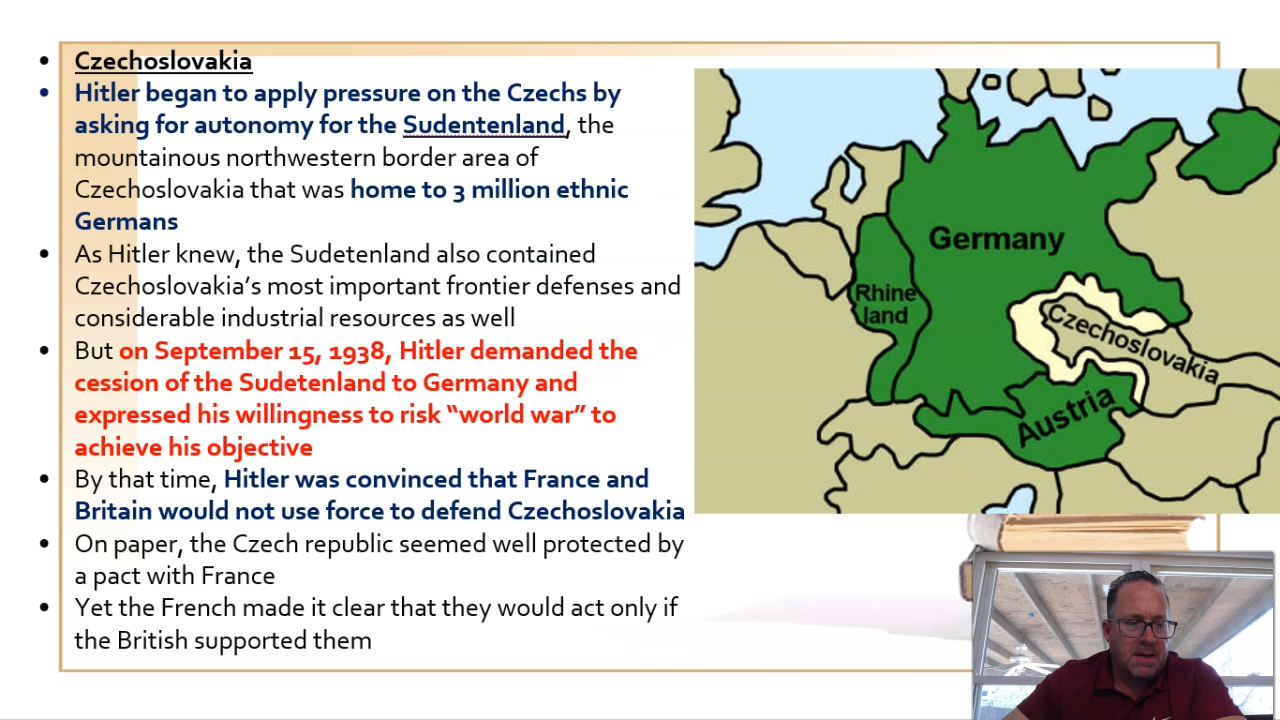 Czechoslovakia
Hitler began to apply pressure on the Czechs by
asking for autonomy for the Sudentenland, the
mountainous northwestern border area of
Czechoslovakia that was home to 3 million ethnic
Germans
As Hitler knew, the Sudetenland also contained
Czechoslovakia’s most important frontier defenses and
considerable industrial resources as well
But on September 15, 1938, Hitler demanded the
cession of the Sudetenland to Germany and
expressed his willingness to risk “world war” to
achieve his objective
By that time, Hitler was convinced that France and
Britain would not use force to defend Czechoslovakia
On paper, the Czech republic seemed well protected by
a pact with France
Yet the French made it clear that they would act only if
the British supported them
Germany
Rhine
land
Czechoslovakia
Austria